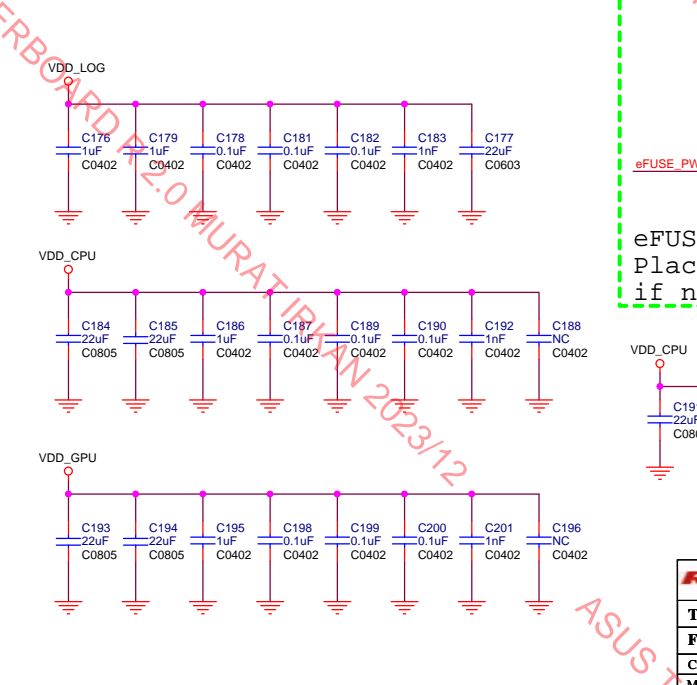 VDD_LOG
C176 C179 C178 C181 C182 C183 C177
1uF 1uF 0.1uF 0.1uF 0.1uF 1nF 22uF
C0402 C0402 C0402 C0402 C0402 C0402 C0603
VDD_CPU
C184 C185 C186 C187 C189 C190 C192 C188
22uF 22uF 1uF 0.1uF 0.1uF 0.1uF 1nF NC
C0805 C0805 C0402 C0402 C0402 C0402 C0402 C0402
VDD_GPU
C193 C194 C195 C198 C199 C200 C201 C196
22uF 22uF 1uF 0.1uF 0.1uF 0.1uF 1nF NC
C0805 C0805 C0402 C0402 C0402 C0402 C0402 C0402
eFUSE_PW
eFUS
Plac
if n
VDD_CPU
C19
22uF
C08
T
F
C
M
ERBOARD R 2.0 MURAT IRKAN 2023/12
ASUS T